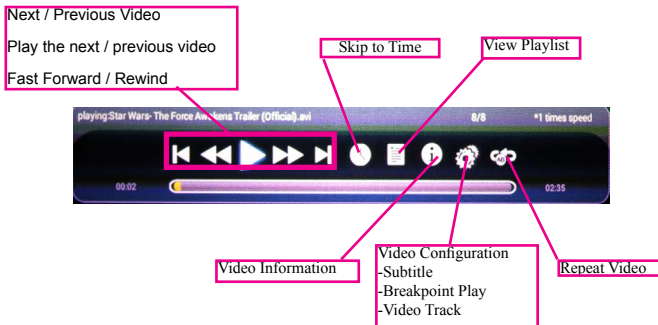 Next / Previous Video
Play the next / previous video
Fast Forward / Rewind
Skip to Time
View Playlist
playing:Star Wars- The Force Awakens Trailer (Official).avi
8/8
*1 times speed
00:02
02:35
Video Information
Video Configuration
-Subtitle
-Breakpoint Play
-Video Track
Repeat Video